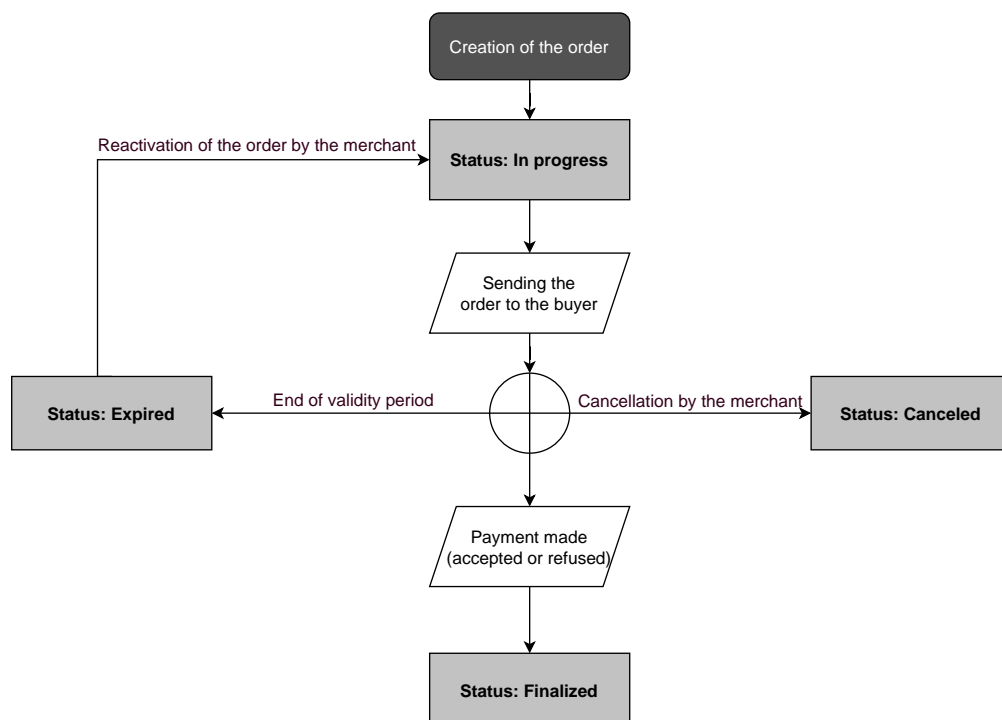 Creation of the order
Reactivation of the order by the merchant
Status: In progress
Sending the
order to the buyer
Status: Expired
End of validity period
Cancellation by the merchant
Status: Canceled
Payment made
(accepted or refused)
Status: Finalized